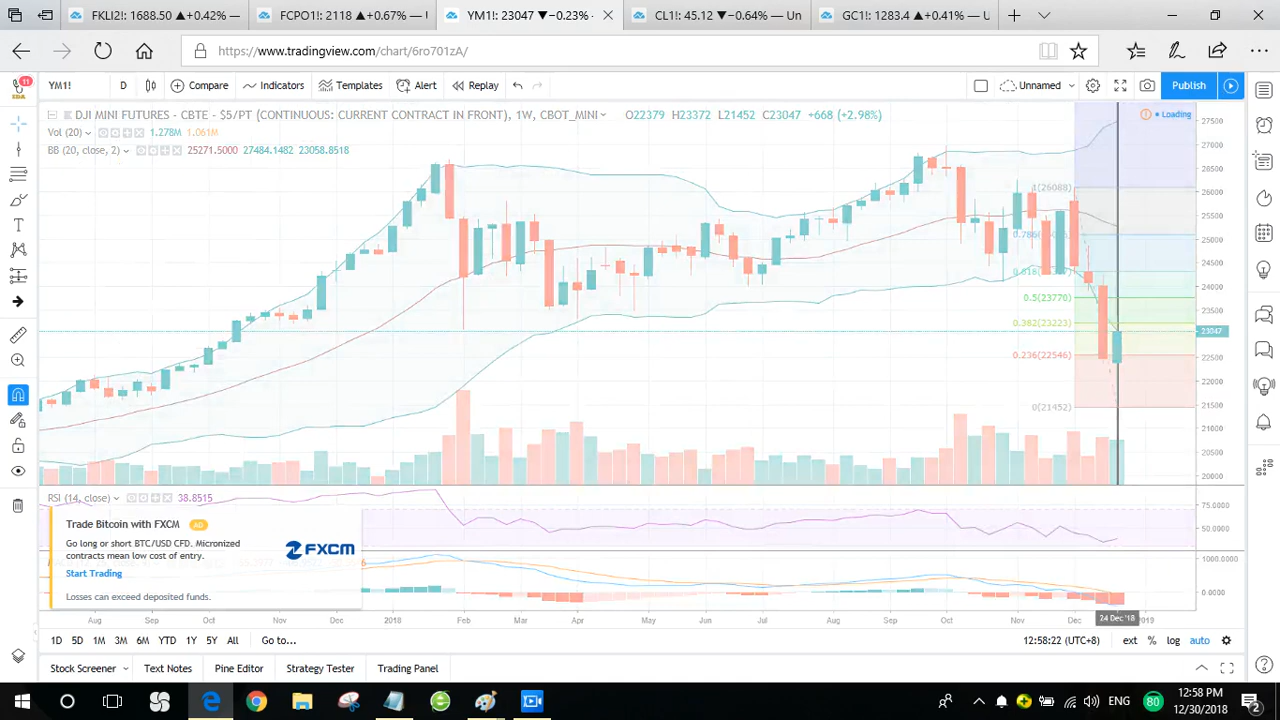 FKLI2!: 1688.50 ▲+0.42% —
FCPO1!: 2118 ▲+0.67% — U
YM1!: 23047 ▼−0.23% –
CL1!: 45.12 ▼−0.64% — Un
GC1!: 1283.4 ▲+0.41% — U
https://www.tradingview.com/chart/6ro701zA/
11
YM1!
D
Compare
Indicators
Templates
Alert
Replay
Unnamed
Publish
DJI MINI FUTURES - CBTE - $5/PT (CONTINUOUS: CURRENT CONTRACT IN FRONT), 1W, CBOT_MINI
O22379 H23372 L21452 C23047 +668 (+2.98%)
Loading
Vol (20)
1.278M 1.061M
BB (20, close, 2)
25271.5000 27484.1482 23058.8518
27500
27000
26500
26000
25500
25000
24500
24000
23500
23047
22500
22000
21500
21000
20500
20000
1(26088)
0.5(23770)
0.382(23223)
0.236(22546)
0(21452)
RSI (14, close)
38.8515
75.0000
50.0000
1000.0000
0.0000
Trade Bitcoin with FXCM
AD
Go long or short BTC/USD CFD. Micronized
contracts mean low cost of entry.
Start Trading
Losses can exceed deposited funds.
FXCM
Aug Sep Oct Nov Dec 2018 Feb Mar Apr May Jun Jul Aug Sep Oct Nov Dec 24 Dec '18 2019
1D 5D 1M 3M 6M YTD 1Y 5Y All Go to...
12:58:22 (UTC+8) ext % log auto
Stock Screener Text Notes Pine Editor Strategy Tester Trading Panel
ENG
80
12:58 PM
12/30/2018
2